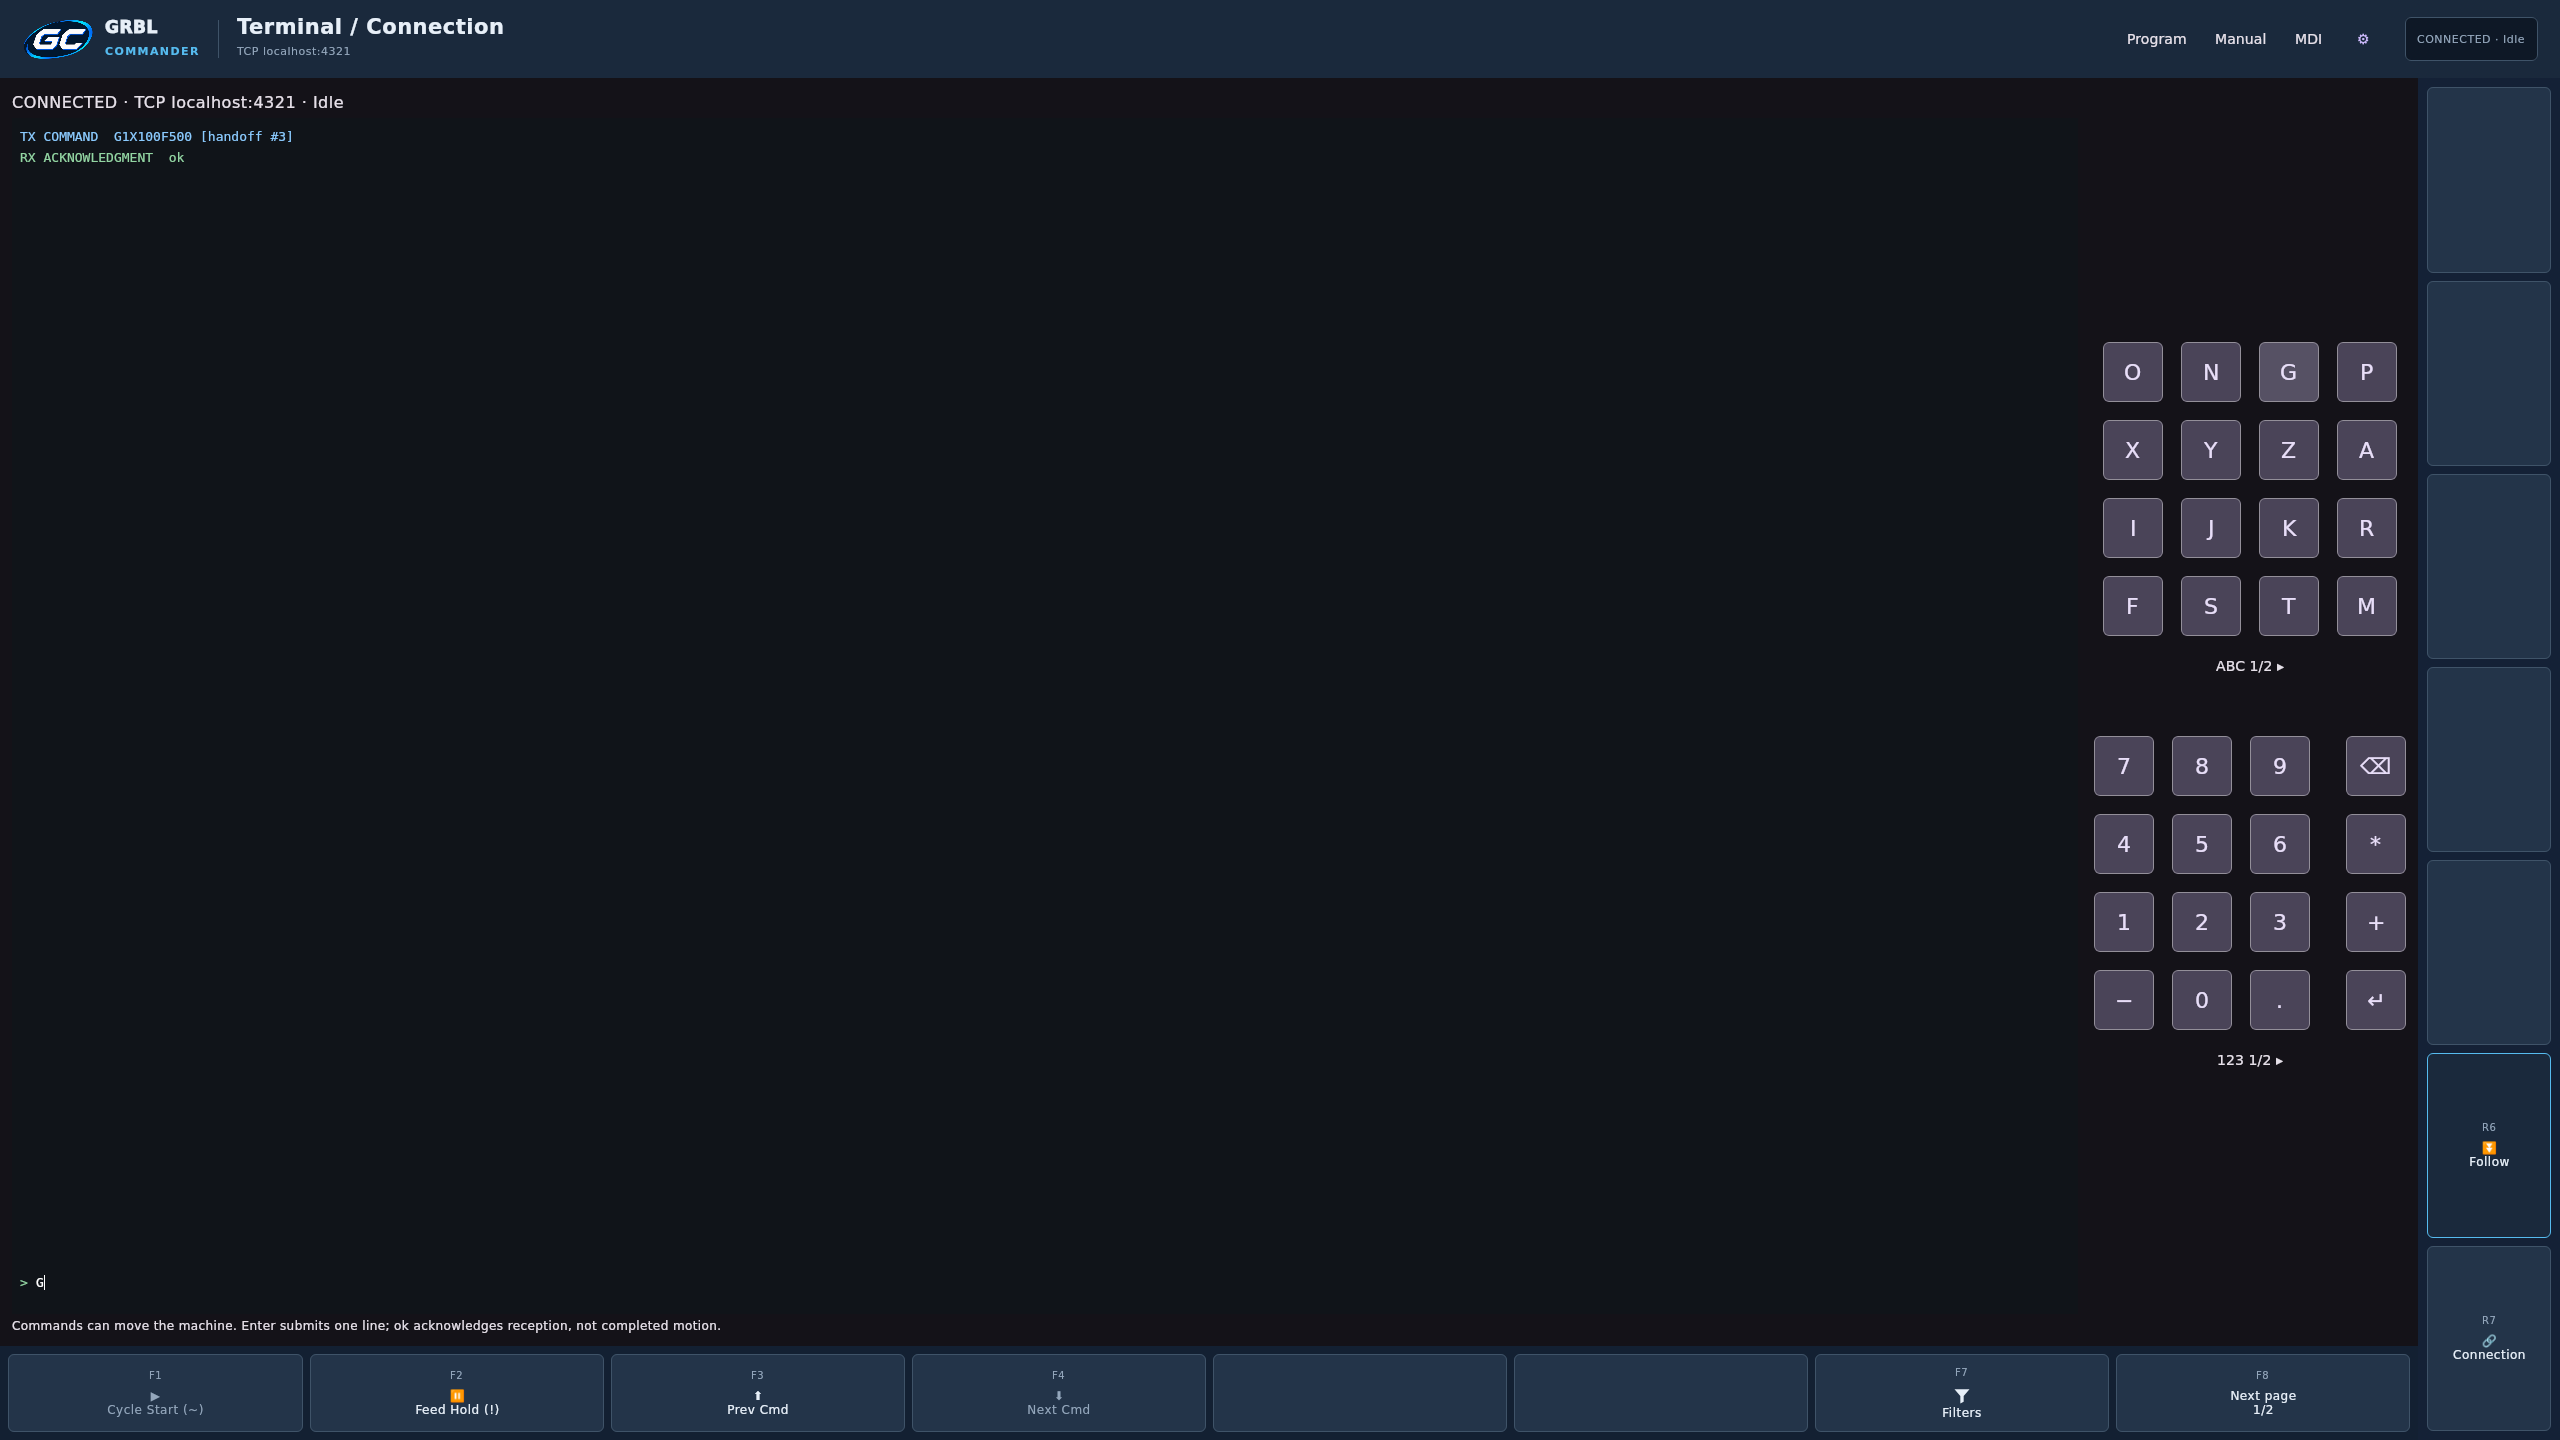 GC GRBL
COMMANDER
Terminal / Connection
TCP localhost:4321
Program Manual MDI ⚙ CONNECTED · Idle
CONNECTED · TCP localhost:4321 · Idle
TX COMMAND  G1X100F500 [handoff #3]
RX ACKNOWLEDGMENT  ok
O N G P
X Y Z A
I J K R
F S T M
ABC 1/2 ▸
7 8 9 ⌫
4 5 6 *
1 2 3 +
− 0 . ↵
123 1/2 ▸
R6
Follow
R7
Connection
> G
Commands can move the machine. Enter submits one line; ok acknowledges reception, not completed motion.
F1
Cycle Start (~)
F2
Feed Hold (!)
F3
Prev Cmd
F4
Next Cmd
F7
Filters
F8
Next page
1/2